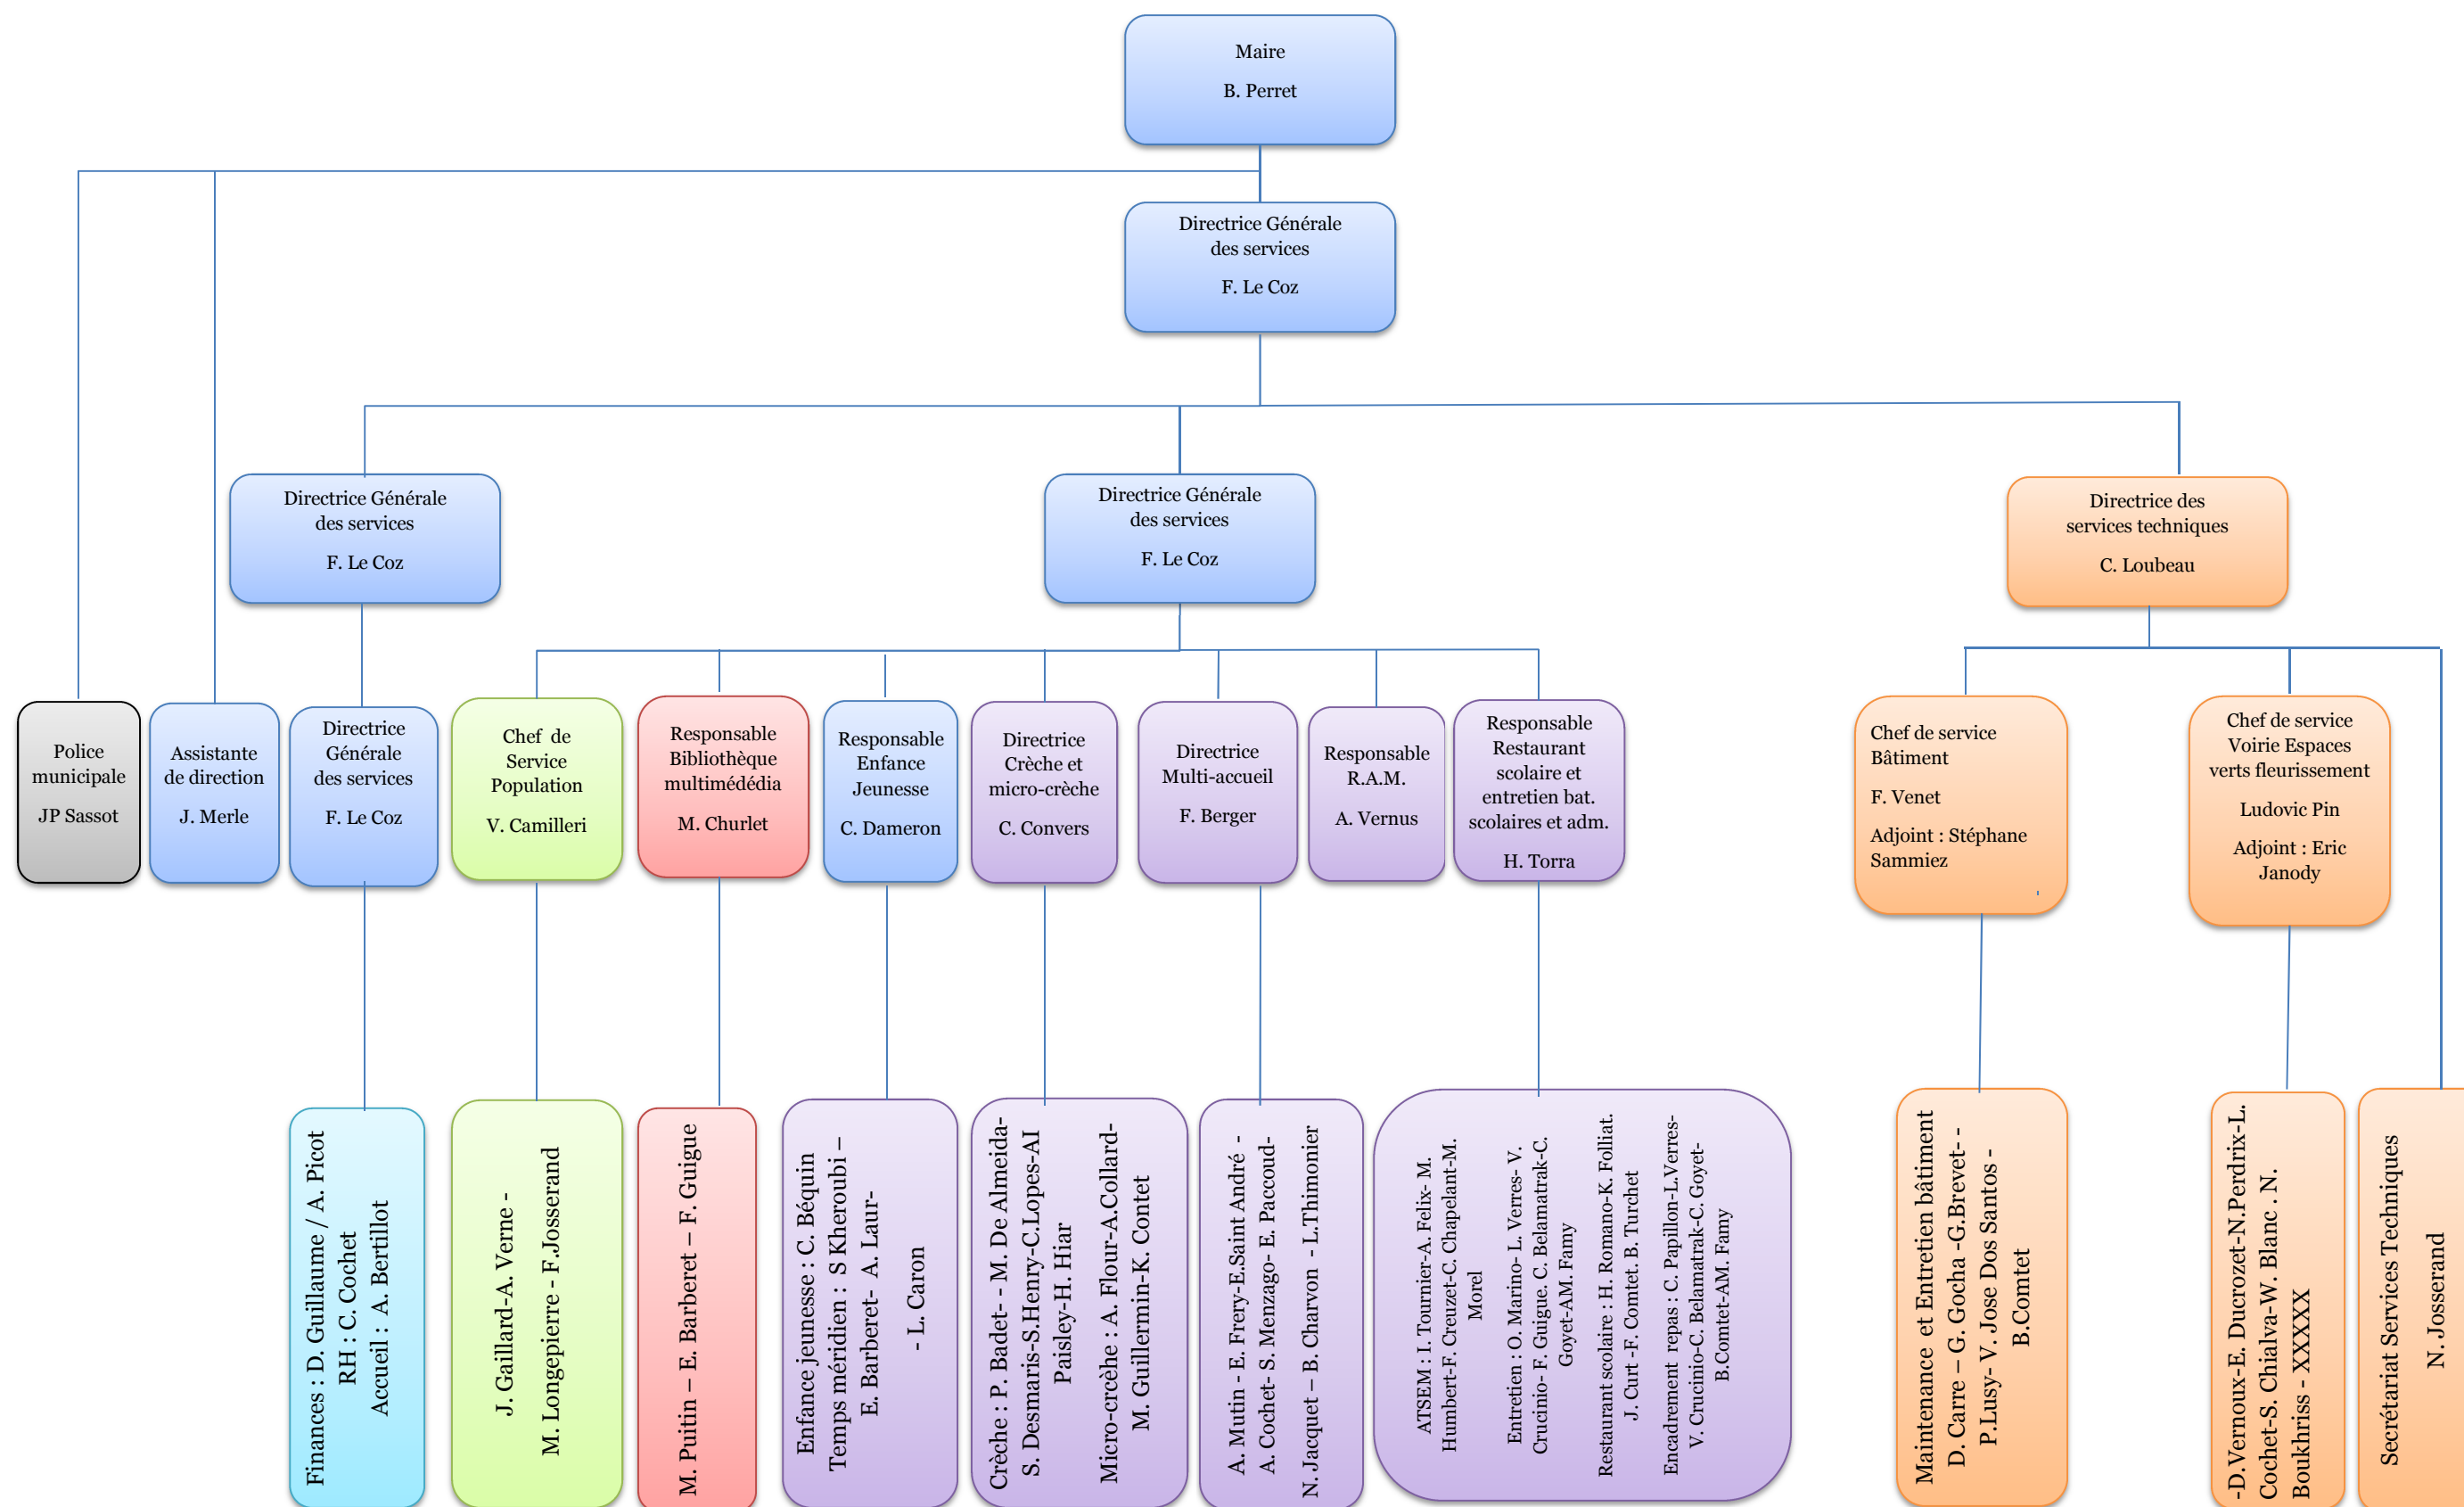 Maire
B. Perret
Directrice Générale
des services
F. Le Coz
Directrice Générale
des services
F. Le Coz
Directrice Générale
des services
F. Le Coz
Directrice des
services techniques
C. Loubeau
Police
municipale
JP Sassot
Assistante
de direction
J. Merle
Directrice
Générale
des services
F. Le Coz
Chef de
Service
Population
V. Camilleri
Responsable
Bibliothèque
multimédédia
M. Churlet
Responsable
Enfance
Jeunesse
C. Dameron
Directrice
Crèche et
micro-crèche
C. Convers
Directrice
Multi-accueil
F. Berger
Responsable
R.A.M.
A. Vernus
Responsable
Restaurant
scolaire et
entretien bat.
scolaires et adm.
H. Torra
Chef de service
Bâtiment
F. Venet
Adjoint : Stéphane
Sammiez
Chef de service
Voirie Espaces
verts fleurissement
Ludovic Pin
Adjoint : Eric
Janody
Finances : D. Guillaume / A. Picot
RH : C. Cochet
Accueil : A. Bertillot
J. Gaillard-A. Verne -
M. Longepierre - F.Josserand
M. Puitin – E. Barberet – F. Guigue
Enfance jeunesse : C. Béquin
Temps méridien : S Kheroubi –
E. Barberet- A. Laur-
- L. Caron
Crèche : P. Badet- - M. De Almeida-
S. Desmaris-S.Henry-C.Lopes-AI
Paisley-H. Hiar
Micro-crcèhe : A. Flour-A.Collard-
M. Guillermin-K. Contet
A. Mutin - E. Frery-E.Saint André -
A. Cochet- S. Menzago- E. Paccoud-
N. Jacquet – B. Charvon - L.Thimonier
ATSEM : I. Tournier-A. Felix- M.
Humbert-F. Creuzet-C. Chapelant-M.
Morel
Entretien : O. Marino- L. Verres- V.
Crucinio- F. Guigue. C. Belamatrak-C.
Goyet-AM. Famy
Restaurant scolaire : H. Romano-K. Folliat.
J. Curt -F. Comtet. B. Turchet
Encadrement repas : C. Papillon-L.Verres-
V. Crucinio-C. Belamatrak-C. Goyet-
B.Comtet-AM. Famy
Maintenance et Entretien bâtiment
D. Carre – G. Gocha -G.Brevet--
P.Lusy- V. Jose Dos Santos -
B.Comtet
-D.Vernoux-E. Ducrozet-N.Perdrix-L.
Cochet-S. Chialva-W. Blanc . N.
Boukhriss - XXXXX
Secrétariat Services Techniques
N. Josserand